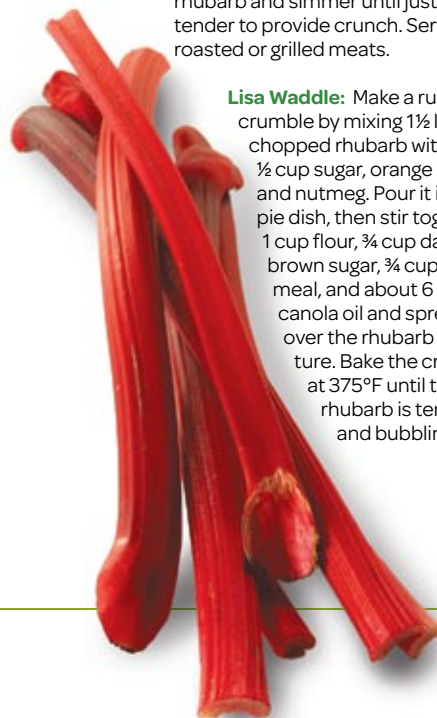 rhubarb and simmer until just
tender to provide crunch. Ser
roasted or grilled meats.
Lisa Waddle: Make a ru
crumble by mixing 1½ l
chopped rhubarb wit
½ cup sugar, orange
and nutmeg. Pour it i
pie dish, then stir tog
1 cup flour, ¾ cup da
brown sugar, ¾ cup
meal, and about 6
canola oil and spre
over the rhubarb
ture. Bake the cr
at 375°F until t
rhubarb is ter
and bubblin